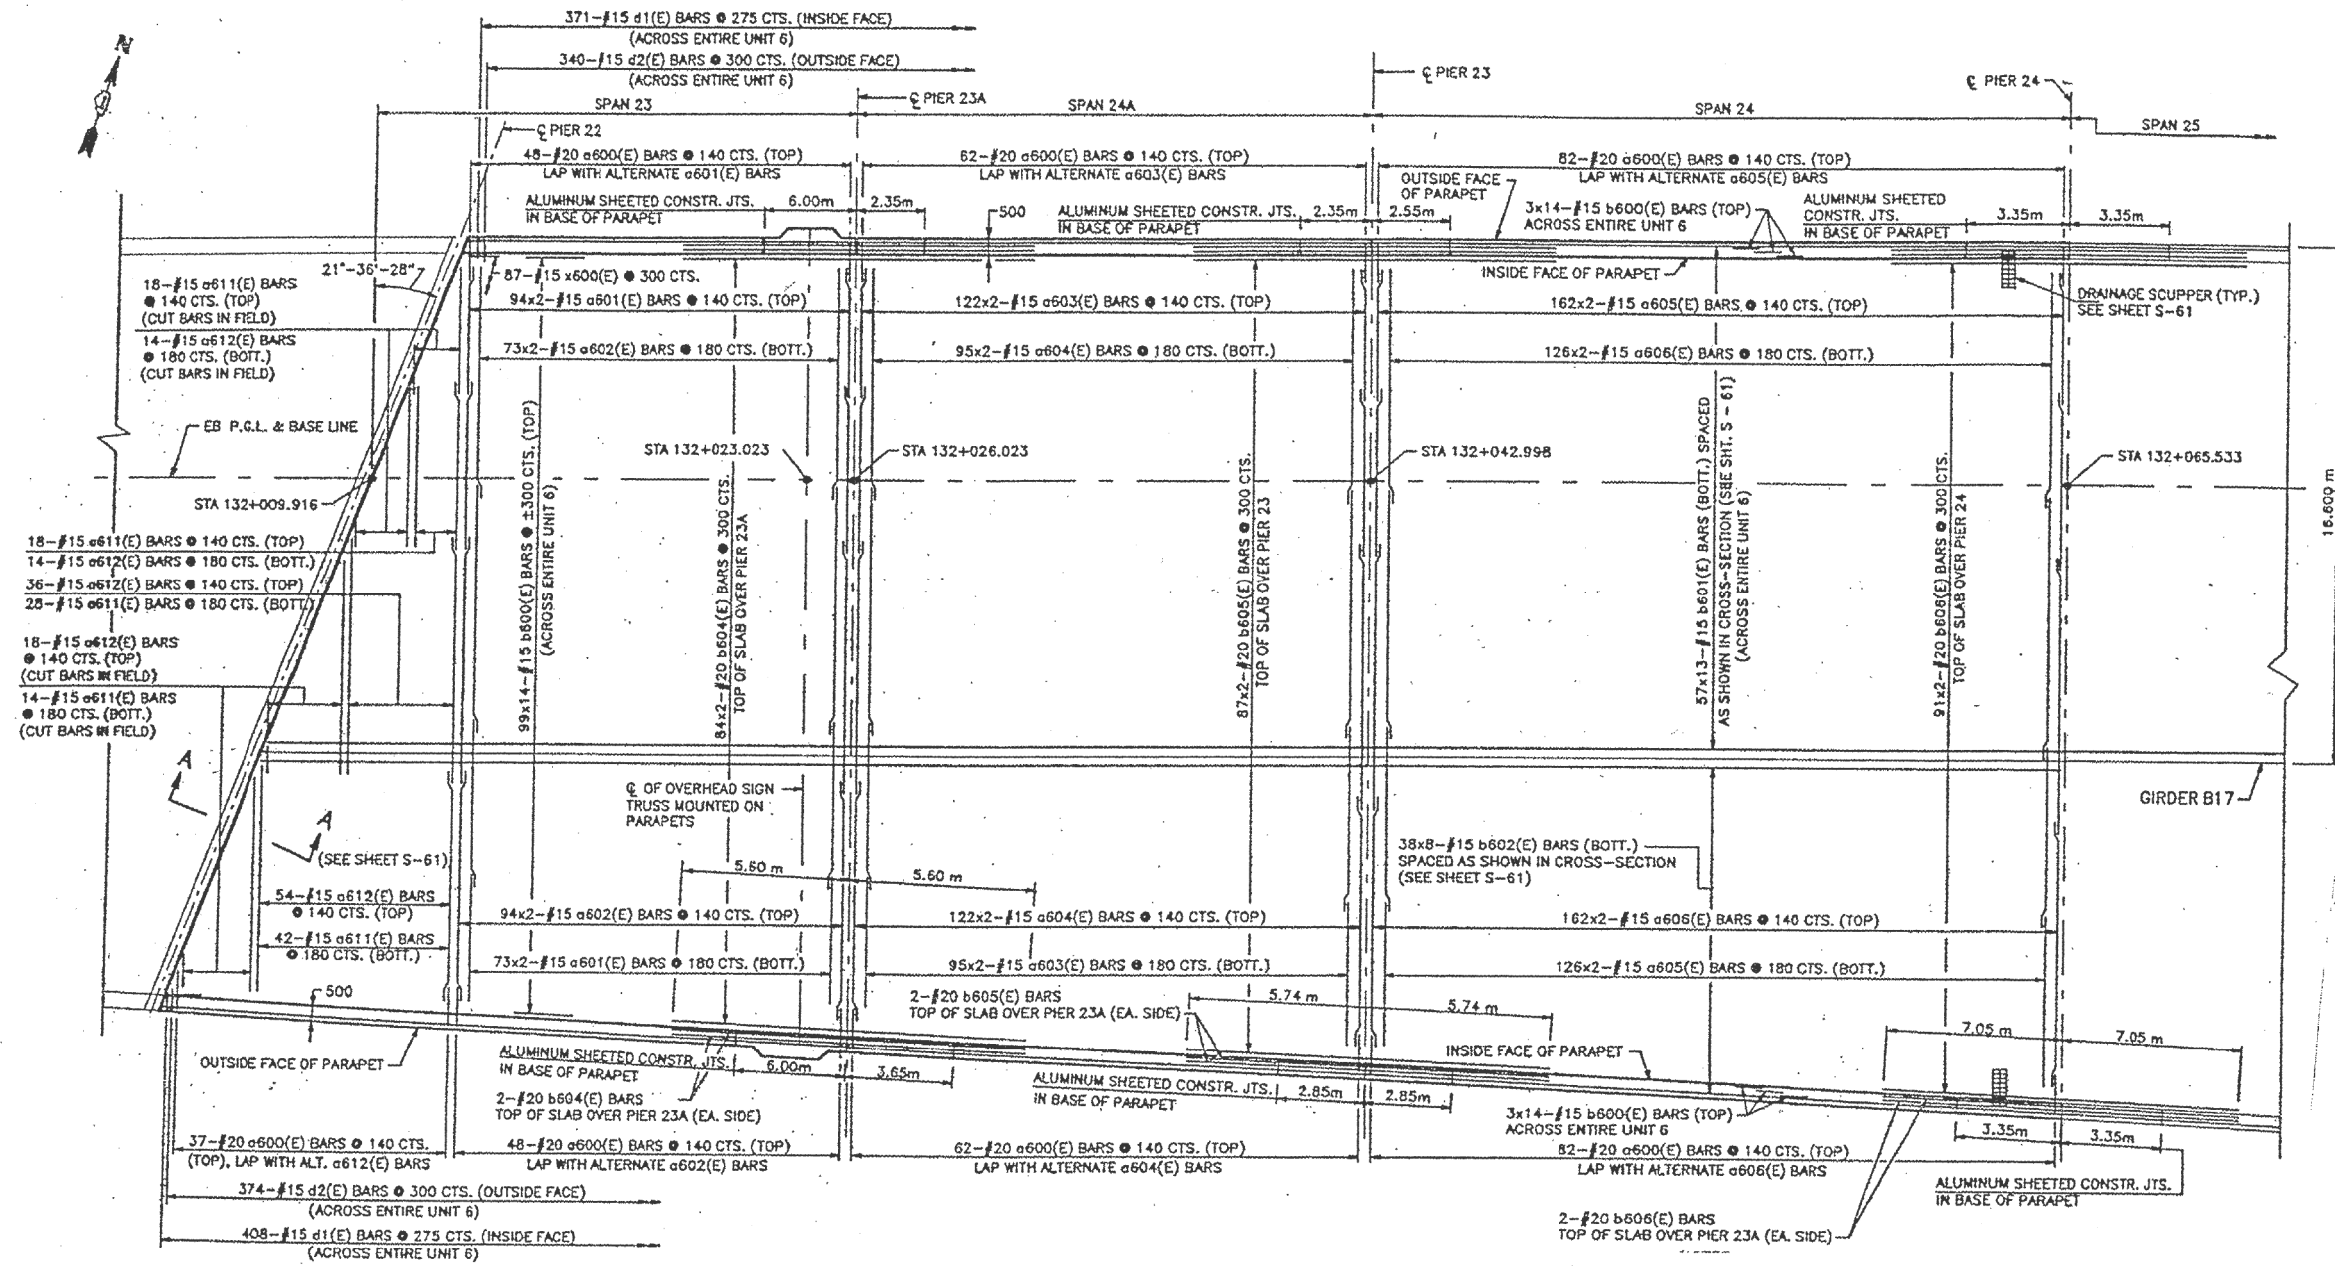 371-#15 d1(E) BARS @ 275 CTS. (INSIDE FACE)
(ACROSS ENTIRE UNIT 6)
340-#15 d2(E) BARS @ 300 CTS. (OUTSIDE FACE)
(ACROSS ENTIRE UNIT 6)
N
℄ PIER 23
℄ PIER 24
℄ PIER 23A
SPAN 23
SPAN 24A
SPAN 24
SPAN 25
℄ PIER 22
48-#20 a600(E) BARS @ 140 CTS. (TOP)
LAP WITH ALTERNATE a601(E) BARS
62-#20 a600(E) BARS @ 140 CTS. (TOP)
LAP WITH ALTERNATE a603(E) BARS
82-#20 a600(E) BARS @ 140 CTS. (TOP)
LAP WITH ALTERNATE a605(E) BARS
ALUMINUM SHEETED CONSTR. JTS.
IN BASE OF PARAPET
6.00m
2.35m
500
ALUMINUM SHEETED CONSTR. JTS.
IN BASE OF PARAPET
2.35m
2.55m
OUTSIDE FACE
OF PARAPET
3x14-#15 b600(E) BARS (TOP)
ACROSS ENTIRE UNIT 6
ALUMINUM SHEETED
CONSTR. JTS.
IN BASE OF PARAPET
3.35m
3.35m
21°-36'-28"
87-#15 x600(E) @ 300 CTS.
INSIDE FACE OF PARAPET
DRAINAGE SCUPPER (TYP.)
SEE SHEET S-61
18-#15 a611(E) BARS
@ 140 CTS. (TOP)
(CUT BARS IN FIELD)
14-#15 a612(E) BARS
@ 180 CTS. (BOTT.)
(CUT BARS IN FIELD)
94x2-#15 a601(E) BARS @ 140 CTS. (TOP)
122x2-#15 a603(E) BARS @ 140 CTS. (TOP)
162x2-#15 a605(E) BARS @ 140 CTS. (TOP)
73x2-#15 a602(E) BARS @ 180 CTS. (BOTT.)
95x2-#15 a604(E) BARS @ 180 CTS. (BOTT.)
126x2-#15 a606(E) BARS @ 180 CTS. (BOTT.)
EB P.G.L. & BASE LINE
STA 132+009.916
STA 132+023.023
STA 132+026.023
STA 132+042.998
STA 132+065.533
16.600 m
99x14-#15 b600(E) BARS @ ±300 CTS. (TOP)
(ACROSS ENTIRE UNIT 6)
84x2-#20 b604(E) BARS @ 300 CTS.
TOP OF SLAB OVER PIER 23A
87x2-#20 b605(E) BARS @ 300 CTS.
TOP OF SLAB OVER PIER 23
57x13-#15 b601(E) BARS (BOTT.) SPACED
AS SHOWN IN CROSS-SECTION (SEE SHT. S - 61)
(ACROSS ENTIRE UNIT 6)
91x2-#20 b606(E) BARS @ 300 CTS.
TOP OF SLAB OVER PIER 24
18-#15 a611(E) BARS @ 140 CTS. (TOP)
14-#15 a612(E) BARS @ 180 CTS. (BOTT.)
36-#15 a612(E) BARS @ 140 CTS. (TOP)
28-#15 a611(E) BARS @ 180 CTS. (BOTT.)
18-#15 a612(E) BARS
@ 140 CTS. (TOP)
(CUT BARS IN FIELD)
14-#15 a611(E) BARS
@ 180 CTS. (BOTT.)
(CUT BARS IN FIELD)
A
A
(SEE SHEET S-61)
℄ OF OVERHEAD SIGN
TRUSS MOUNTED ON
PARAPETS
GIRDER B17
38x8-#15 b602(E) BARS (BOTT.)
SPACED AS SHOWN IN CROSS-SECTION
(SEE SHEET S-61)
5.60 m
5.60 m
54-#15 a612(E) BARS
@ 140 CTS. (TOP)
42-#15 a611(E) BARS
@ 180 CTS. (BOTT.)
94x2-#15 a602(E) BARS @ 140 CTS. (TOP)
122x2-#15 a604(E) BARS @ 140 CTS. (TOP)
162x2-#15 a606(E) BARS @ 140 CTS. (TOP)
73x2-#15 a601(E) BARS @ 180 CTS. (BOTT.)
95x2-#15 a603(E) BARS @ 180 CTS. (BOTT.)
126x2-#15 a605(E) BARS @ 180 CTS. (BOTT.)
500
2-#20 b605(E) BARS
TOP OF SLAB OVER PIER 23A (EA. SIDE)
5.74 m
5.74 m
7.05 m
7.05 m
OUTSIDE FACE OF PARAPET
ALUMINUM SHEETED CONSTR. JTS.
IN BASE OF PARAPET
6.00m
3.65m
2-#20 b604(E) BARS
TOP OF SLAB OVER PIER 23A (EA. SIDE)
ALUMINUM SHEETED CONSTR. JTS.
IN BASE OF PARAPET
2.85m
2.85m
INSIDE FACE OF PARAPET
3x14-#15 b600(E) BARS (TOP)
ACROSS ENTIRE UNIT 6
3.35m
3.35m
37-#20 a600(E) BARS @ 140 CTS.
(TOP), LAP WITH ALT. a612(E) BARS
48-#20 a600(E) BARS @ 140 CTS. (TOP)
LAP WITH ALTERNATE a602(E) BARS
62-#20 a600(E) BARS @ 140 CTS. (TOP)
LAP WITH ALTERNATE a604(E) BARS
82-#20 a600(E) BARS @ 140 CTS. (TOP)
LAP WITH ALTERNATE a606(E) BARS
ALUMINUM SHEETED CONSTR. JTS.
IN BASE OF PARAPET
374-#15 d2(E) BARS @ 300 CTS. (OUTSIDE FACE)
(ACROSS ENTIRE UNIT 6)
408-#15 d1(E) BARS @ 275 CTS. (INSIDE FACE)
(ACROSS ENTIRE UNIT 6)
2-#20 b606(E) BARS
TOP OF SLAB OVER PIER 23A (EA. SIDE)